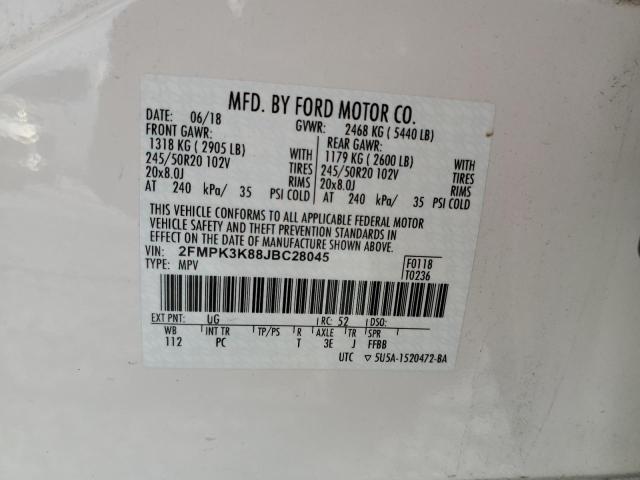 MFD. BY FORD MOTOR CO.
DATE: 06/18 GVWR: 2468 KG ( 5440 LB)
FRONT GAWR: REAR GAWR:
1318 KG ( 2905 LB) WITH 1179 KG ( 2600 LB) WITH
245/50R20 102V TIRES 245/50R20 102V TIRES
20x8.0J RIMS 20x8.0J RIMS
AT 240 kPa/ 35 PSI COLD AT 240 kPa/ 35 PSI COLD
THIS VEHICLE CONFORMS TO ALL APPLICABLE FEDERAL MOTOR
VEHICLE SAFETY AND THEFT PREVENTION STANDARDS IN
EFFECT ON THE DATE OF MANUFACTURE SHOWN ABOVE.
VIN: 2FMPK3K88JBC28045 F0118
TYPE: MPV T0236
EXT PNT: UG RC: 52 DSO:
WB INT TR TP/PS R AXLE TR SPR
112 PC T 3E J FFBB
UTC ▽ 5U5A-1520472-BA